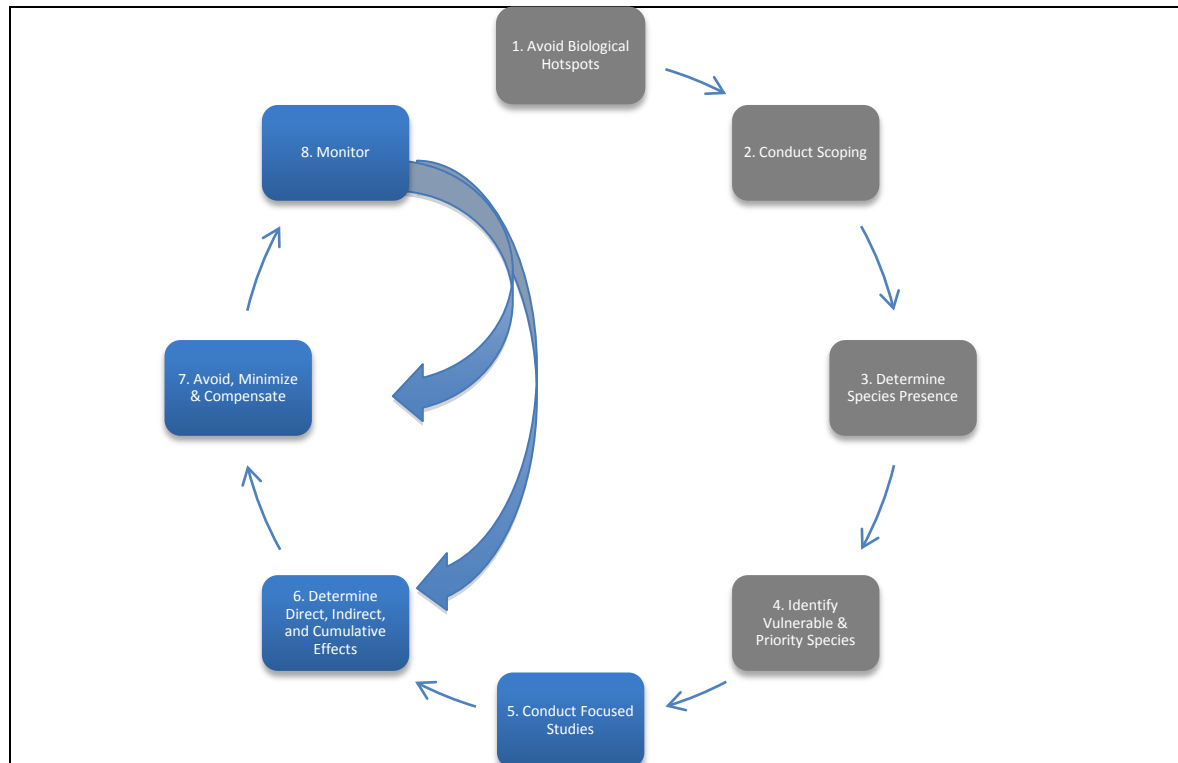 1. Avoid Biological
Hotspots
2. Conduct Scoping
3. Determine
Species Presence
4. Identify
Vulnerable &
Priority Species
5. Conduct Focused
Studies
6. Determine
Direct, Indirect,
and Cumulative
Effects
7. Avoid, Minimize
& Compensate
8. Monitor